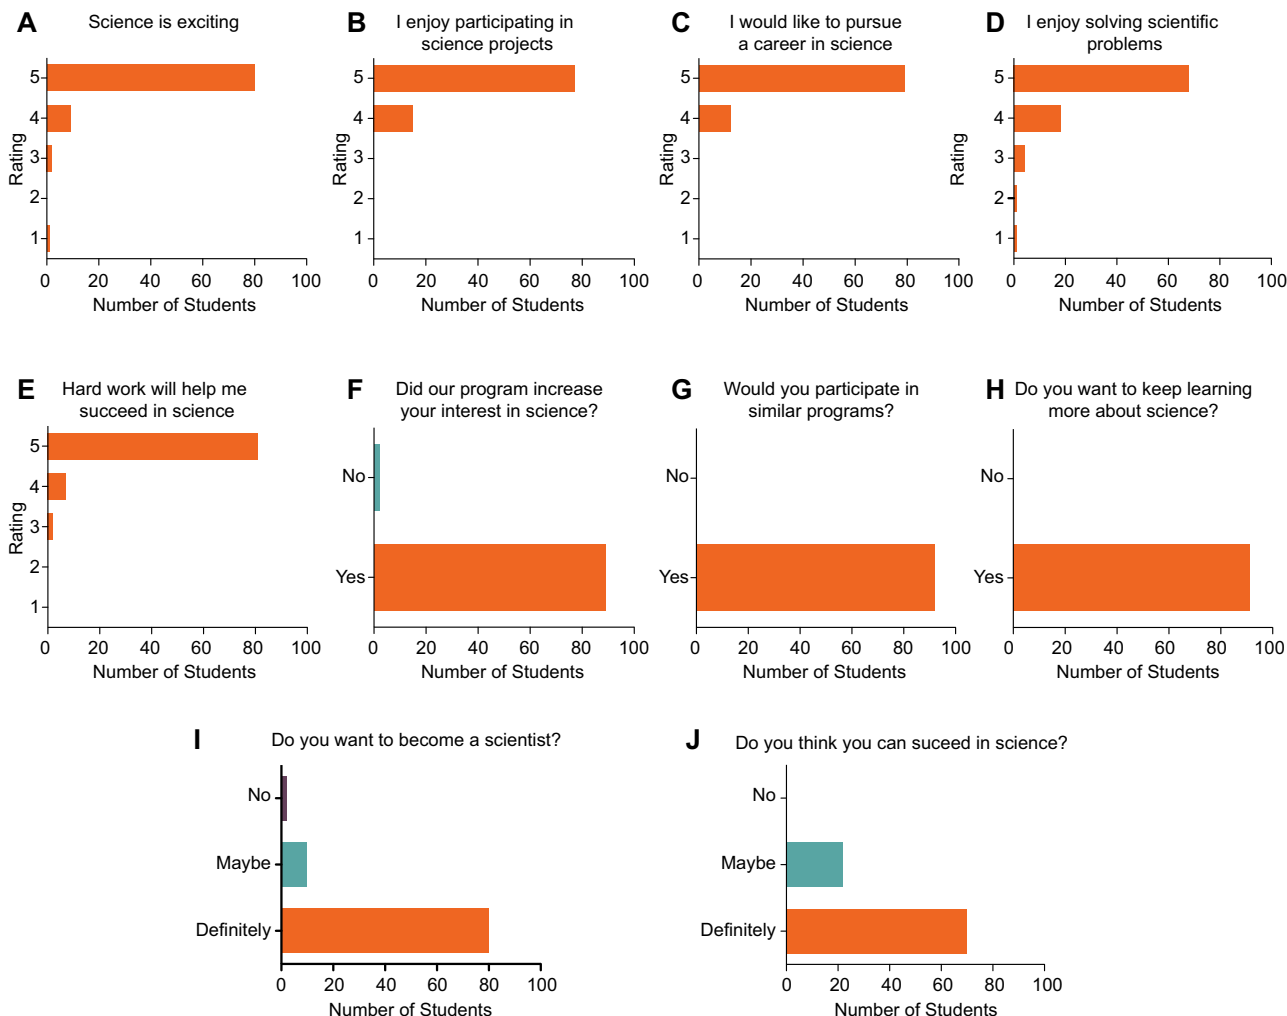 A Science is exciting
B I enjoy participating in
science projects
C I would like to pursue
a career in science
D I enjoy solving scientific
problems
Rating
5
4
3
2
1
0 20 40 60 80 100
Number of Students
Rating
5
4
3
2
1
0 20 40 60 80 100
Number of Students
Rating
5
4
3
2
1
0 20 40 60 80 100
Number of Students
Rating
5
4
3
2
1
0 20 40 60 80 100
Number of Students
E Hard work will help me
succeed in science
Rating
5
4
3
2
1
0 20 40 60 80 100
Number of Students
F Did our program increase
your interest in science?
No
Yes
0 20 40 60 80 100
Number of Students
G Would you participate in
similar programs?
No
Yes
0 20 40 60 80 100
Number of Students
H Do you want to keep learning
more about science?
No
Yes
0 20 40 60 80 100
Number of Students
I Do you want to become a scientist?
No
Maybe
Definitely
0 20 40 60 80 100
Number of Students
J Do you think you can suceed in science?
No
Maybe
Definitely
0 20 40 60 80 100
Number of Students